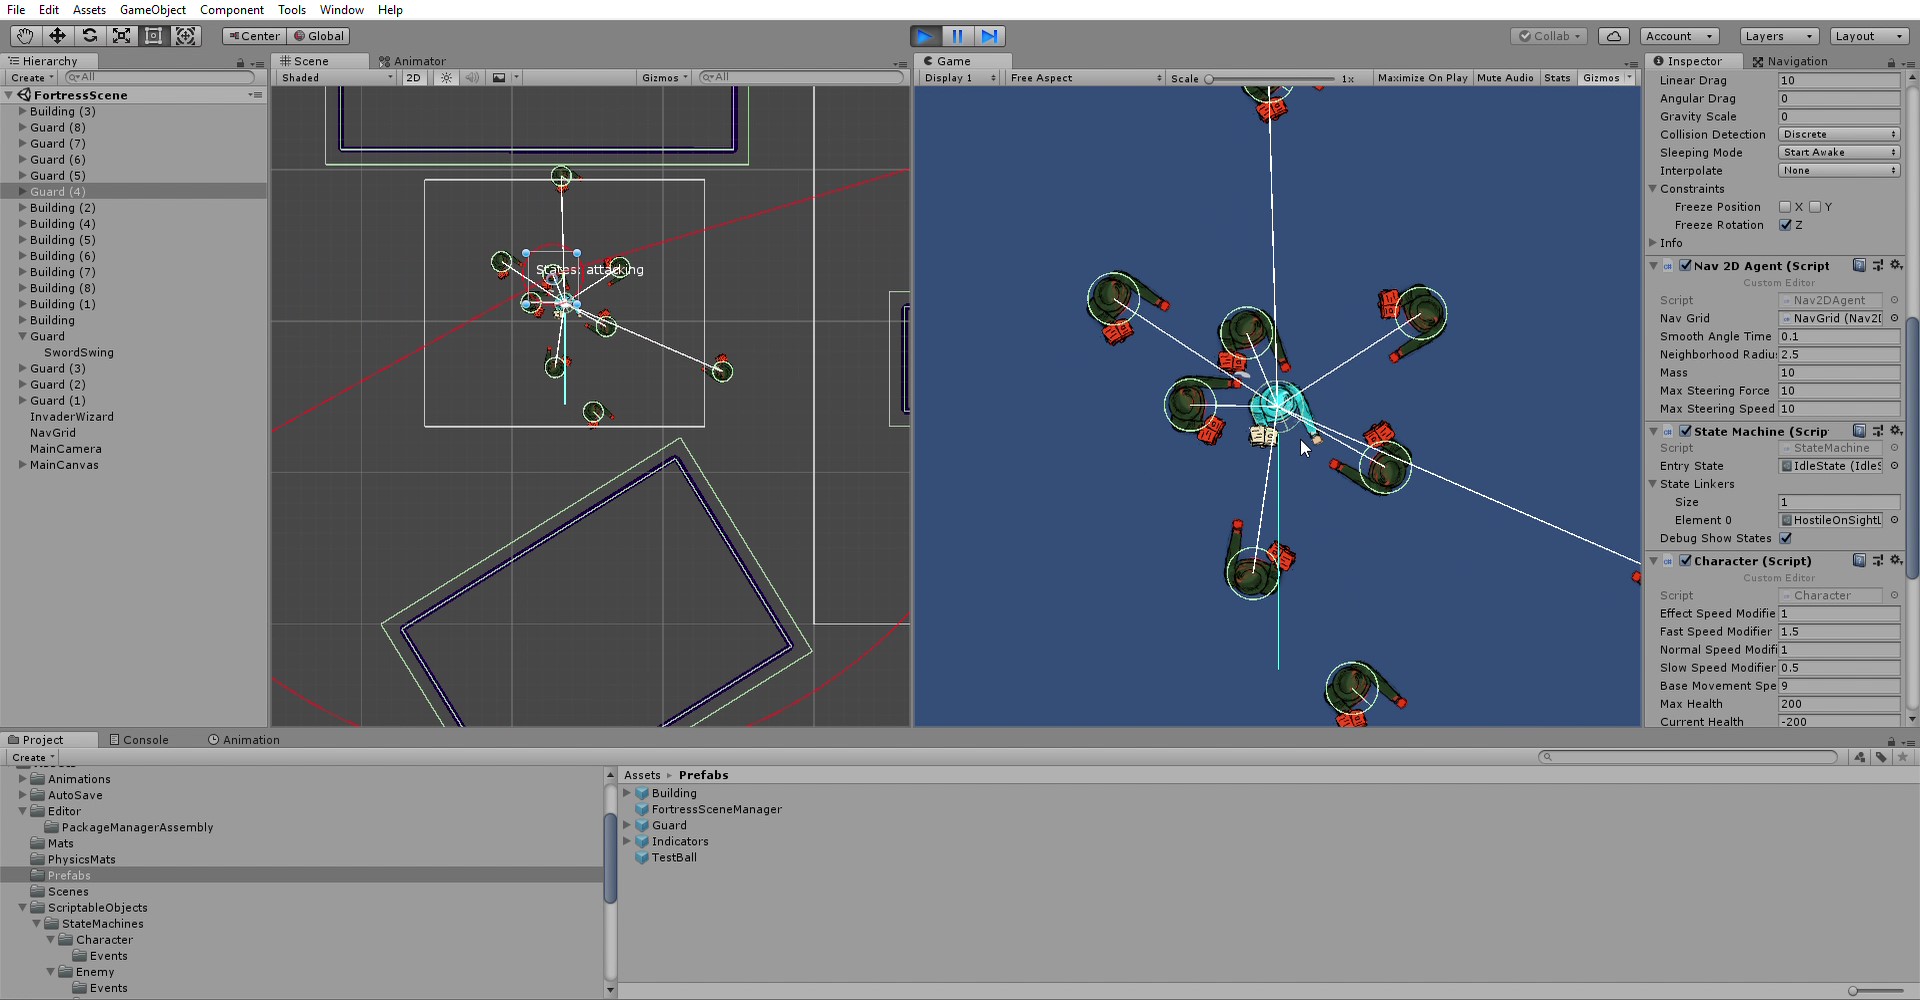 File Edit Assets GameObject Component Tools Window Help
Center Global Collab Account Layers Layout
Hierarchy
Create All
FortressScene
Building (3)
Guard (8)
Guard (7)
Guard (6)
Guard (5)
Guard (4)
Building (2)
Building (4)
Building (5)
Building (6)
Building (7)
Building (8)
Building (1)
Building
Guard
SwordSwing
Guard (3)
Guard (2)
Guard (1)
InvaderWizard
NavGrid
MainCamera
MainCanvas
Scene Animator
Shaded 2D Gizmos All
States: attacking
Game
Display 1 Free Aspect Scale 1x Maximize On Play Mute Audio Stats Gizmos
Inspector Navigation
Linear Drag 10
Angular Drag 0
Gravity Scale 0
Collision Detection Discrete
Sleeping Mode Start Awake
Interpolate None
Constraints
Freeze Position X Y
Freeze Rotation Z
Info
Nav 2D Agent (Script
Custom Editor
Script Nav2DAgent
Nav Grid NavGrid (Nav2[
Smooth Angle Time 0.1
Neighborhood Radiu: 2.5
Mass 10
Max Steering Force 10
Max Steering Speed 10
State Machine (Scrip
Script StateMachine
Entry State IdleState (IdleS
State Linkers
Size 1
Element 0 HostileOnSightL
Debug Show States
Character (Script)
Custom Editor
Script Character
Effect Speed Modifie 1
Fast Speed Modifier 1.5
Normal Speed Modifi 1
Slow Speed Modifier 0.5
Base Movement Spe 9
Max Health 200
Current Health -200
Project Console Animation
Create
Animations
AutoSave
Editor
PackageManagerAssembly
Mats
PhysicsMats
Prefabs
Scenes
ScriptableObjects
StateMachines
Character
Events
Enemy
Events
Assets Prefabs
Building
FortressSceneManager
Guard
Indicators
TestBall